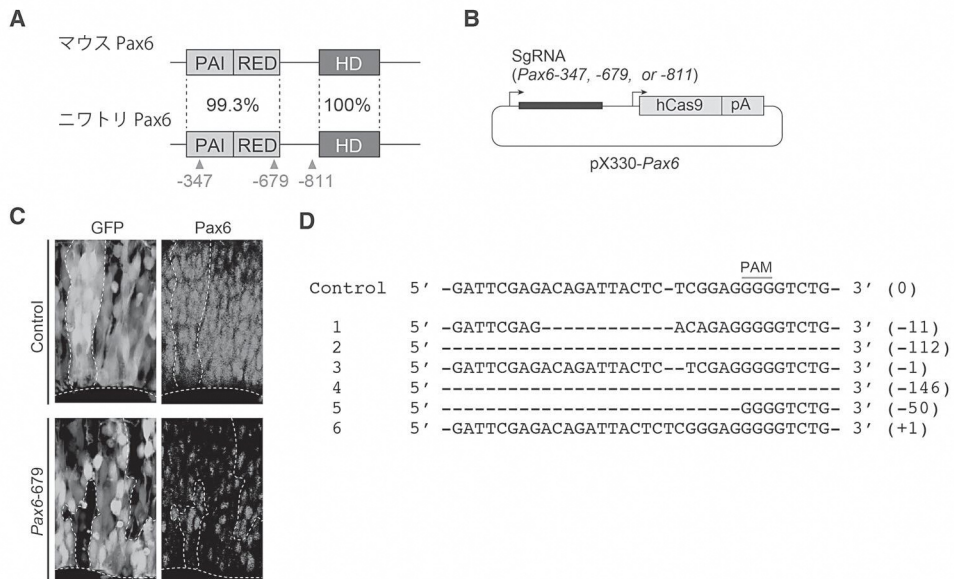 A
マウス Pax6
PAI RED HD
99.3% 100%
ニワトリ Pax6
PAI RED HD
-347 -679 -811
B
SgRNA
(Pax6-347, -679, or -811)
hCas9 pA
pX330-Pax6
C
GFP Pax6
Control
Pax6-679
D
PAM
Control 5′ -GATTCGAGACAGATTACTC-TCGGAGGGGGTCTG- 3′ (0)
1 5′ -GATTCGAG------------ACAGAGGGGGTCTG- 3′ (-11)
2 5′ ------------------------------------ 3′ (-112)
3 5′ -GATTCGAGACAGATTACTC--TCGAGGGGGTCTG- 3′ (-1)
4 5′ ------------------------------------ 3′ (-146)
5 5′ ---------------------------GGGGTCTG- 3′ (-50)
6 5′ -GATTCGAGACAGATTACTCTCGGGAGGGGGTCTG- 3′ (+1)